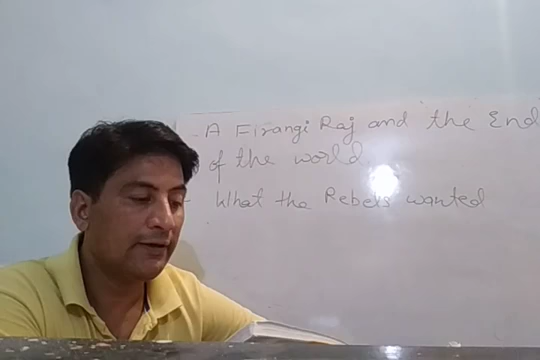 - A Firangi Raj and the End
of the world
- What the Rebels wanted